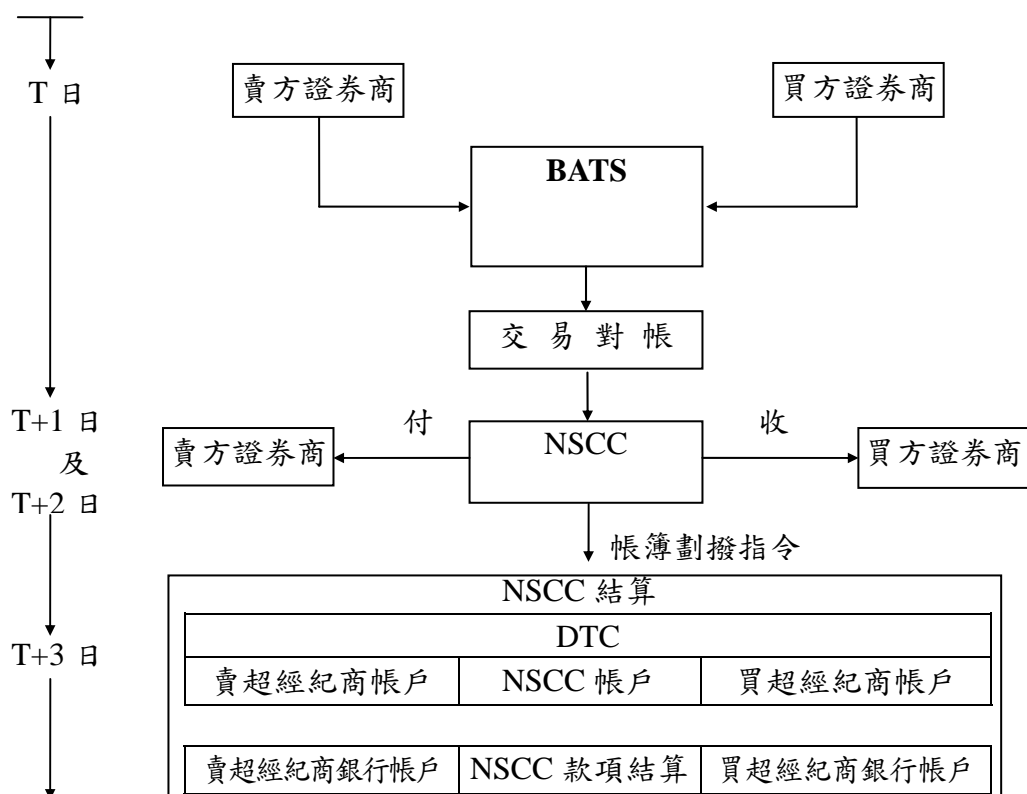 T 日
賣方證券商
買方證券商
BATS
交 易 對 帳
T+1 日
及
T+2 日
付
收
賣方證券商
NSCC
買方證券商
帳簿劃撥指令
NSCC 結算
DTC
T+3 日
賣超經紀商帳戶
NSCC 帳戶
買超經紀商帳戶
賣超經紀商銀行帳戶
NSCC 款項結算
買超經紀商銀行帳戶